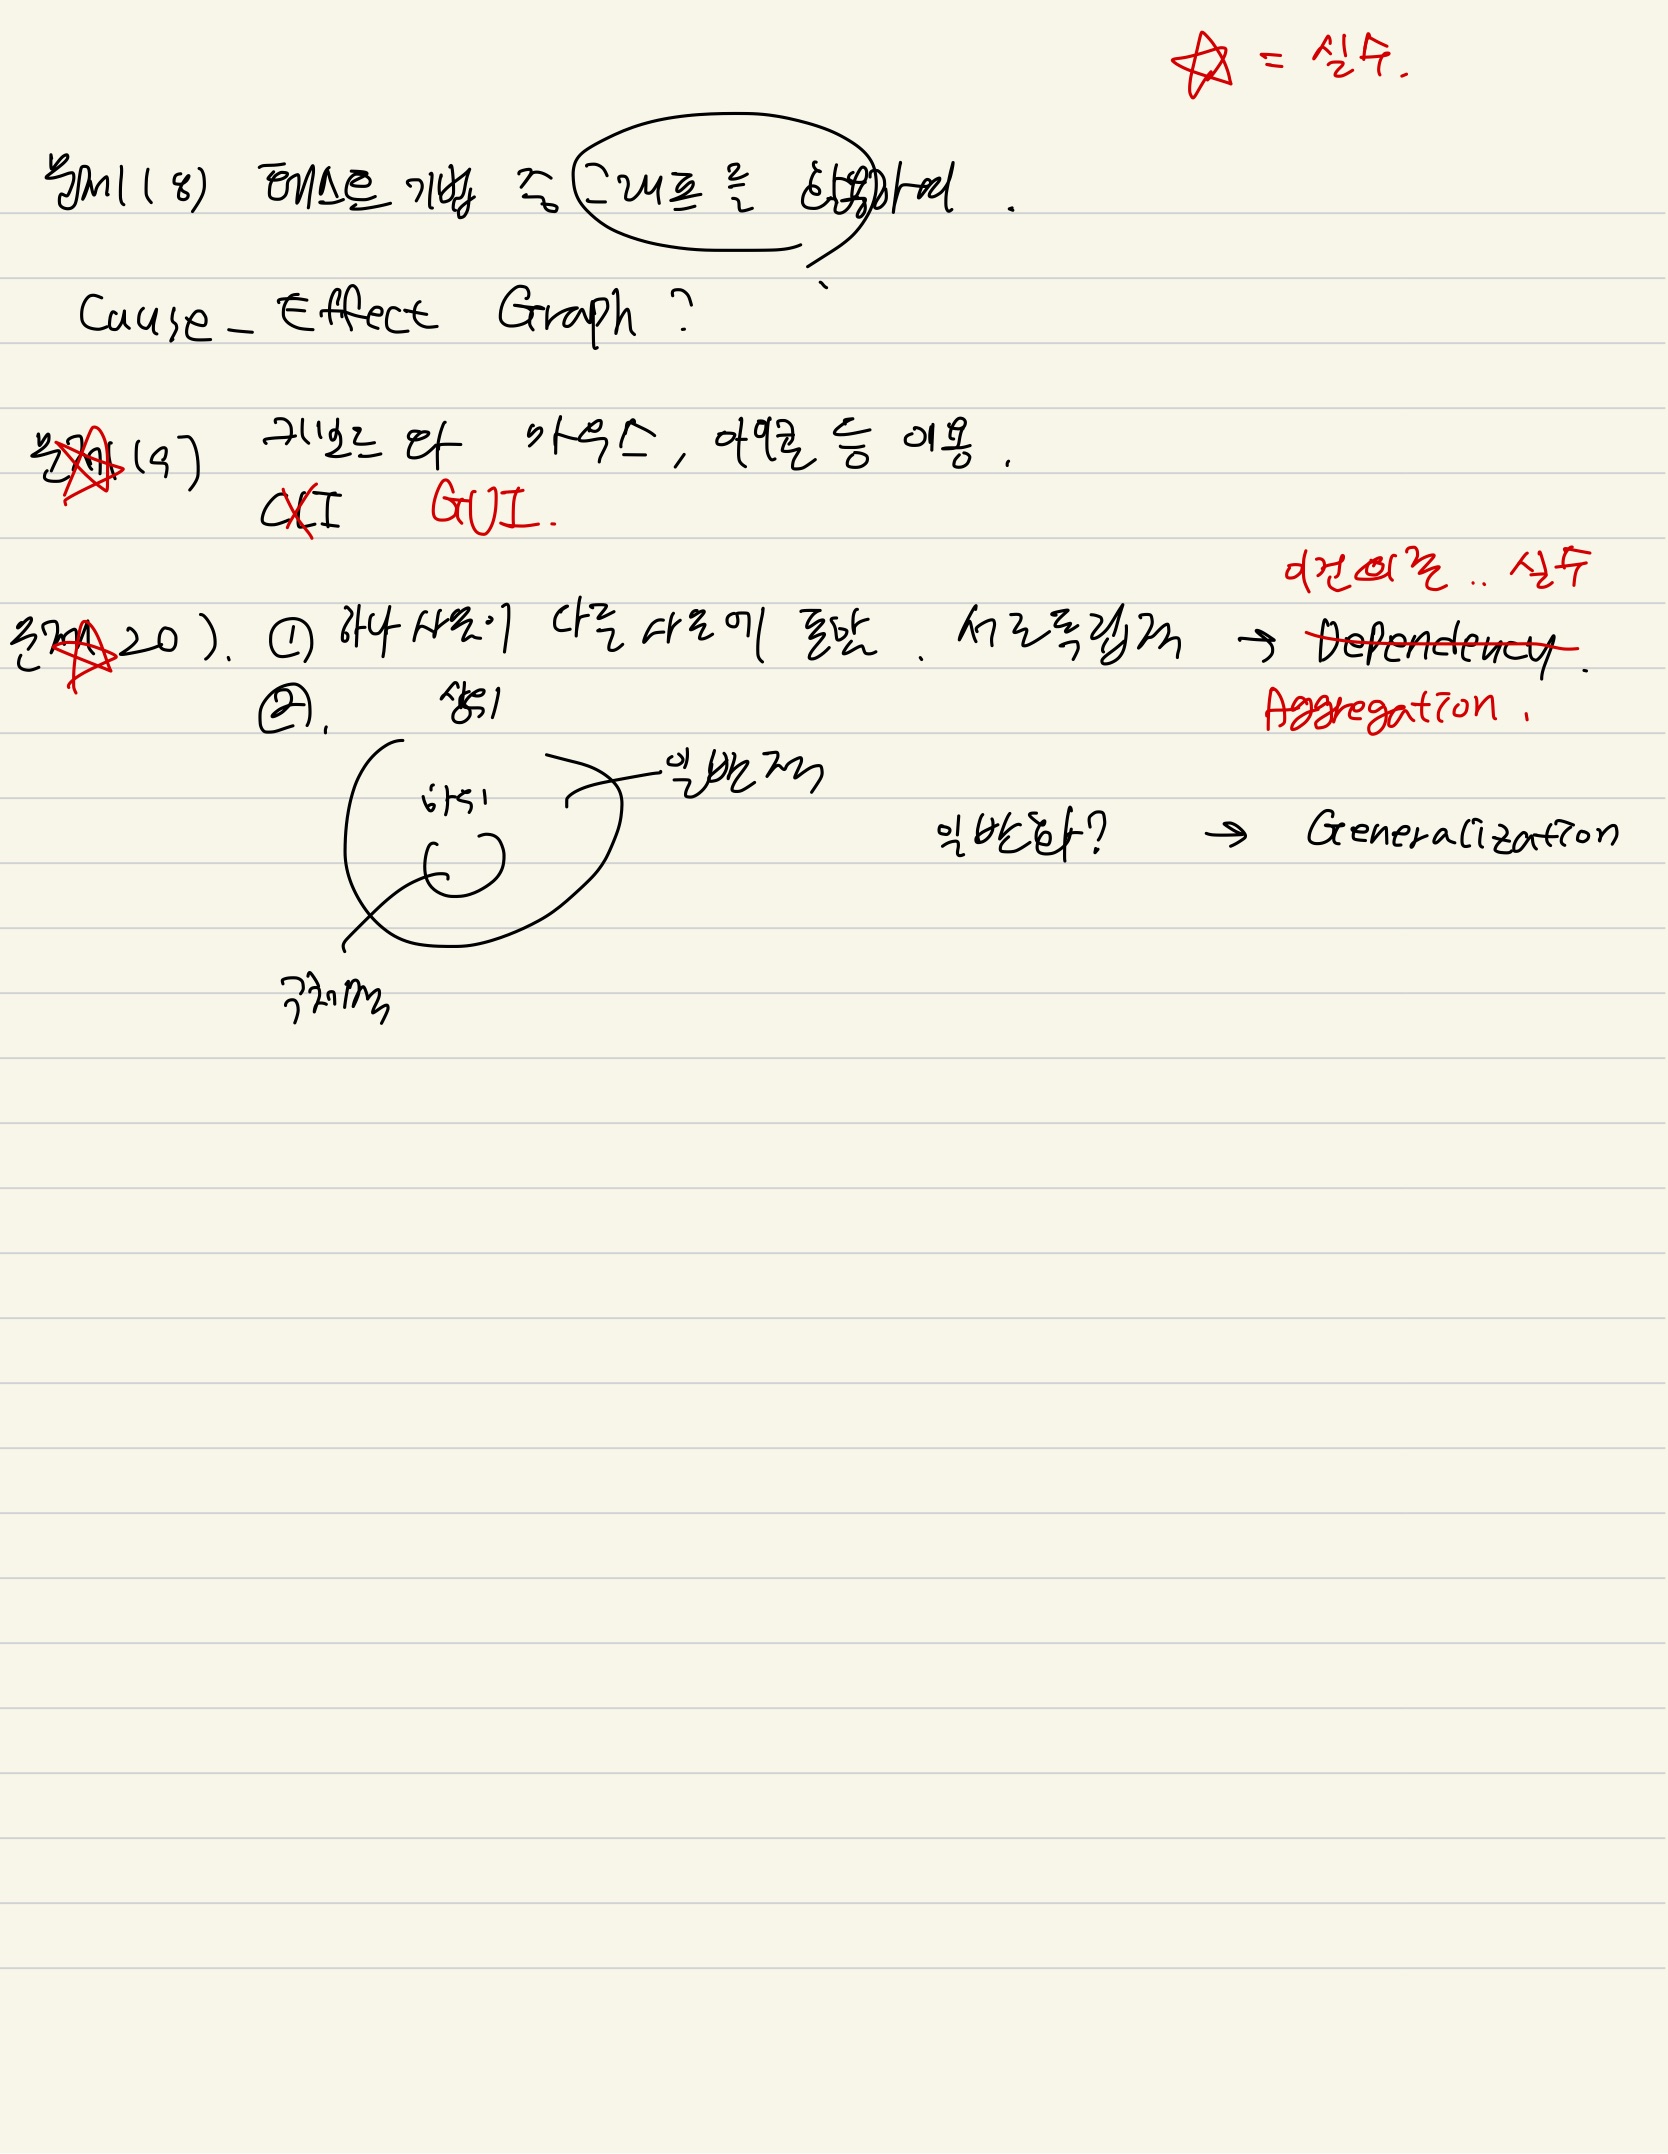 ☆ = 실수.
문제 18) 테스트 기법 중 그래프를 활용하여 .
Cause_Effect Graph?
문제 19) 키보드와 마우스, 아이콘 등 이용.
CLI GUI.
이건 의존.. 실수
문제 20). ① 하나 사물이 다른 사물에 포함. 서로독립적 → Dependency.
②. 상위 Aggregation.
일반적
하위
일반화? → Generalization
구체적